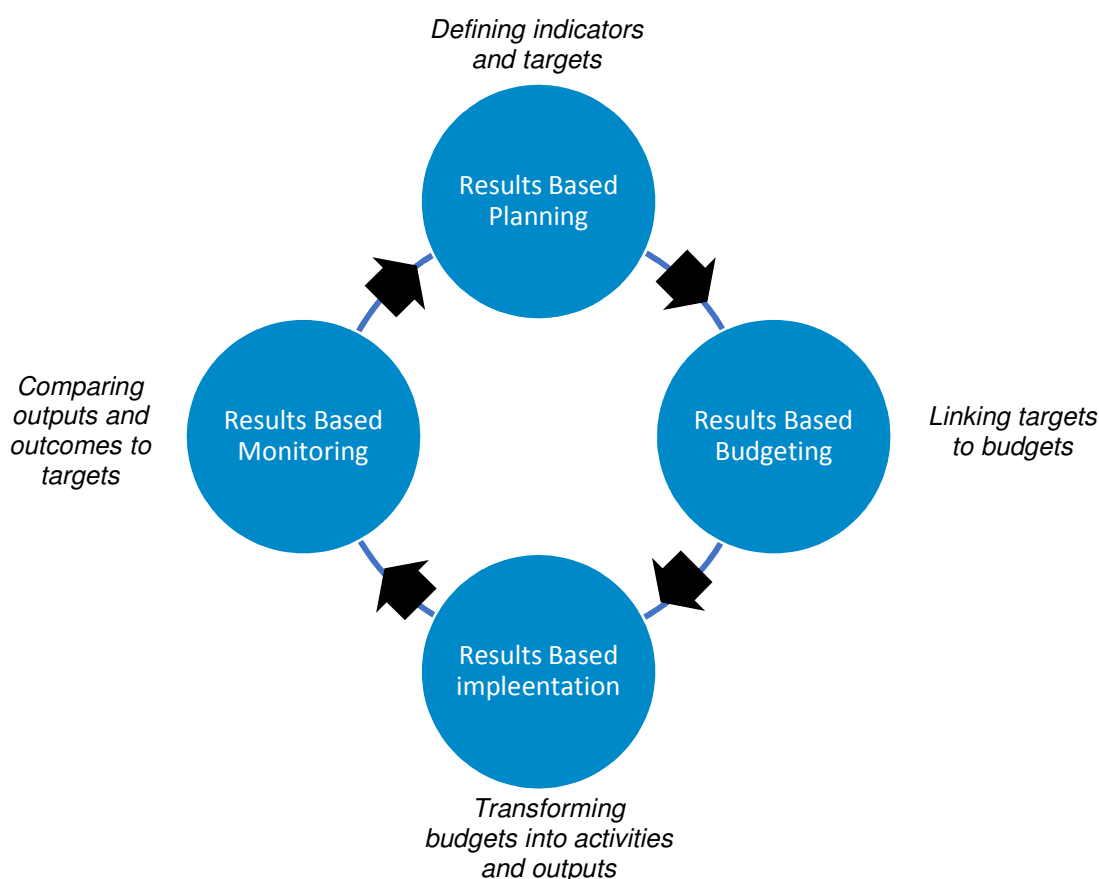 Defining indicators
and targets
Results Based
Planning
Results Based
Budgeting
Linking targets
to budgets
Results Based
impleentation
Transforming
budgets into activities
and outputs
Results Based
Monitoring
Comparing
outputs and
outcomes to
targets